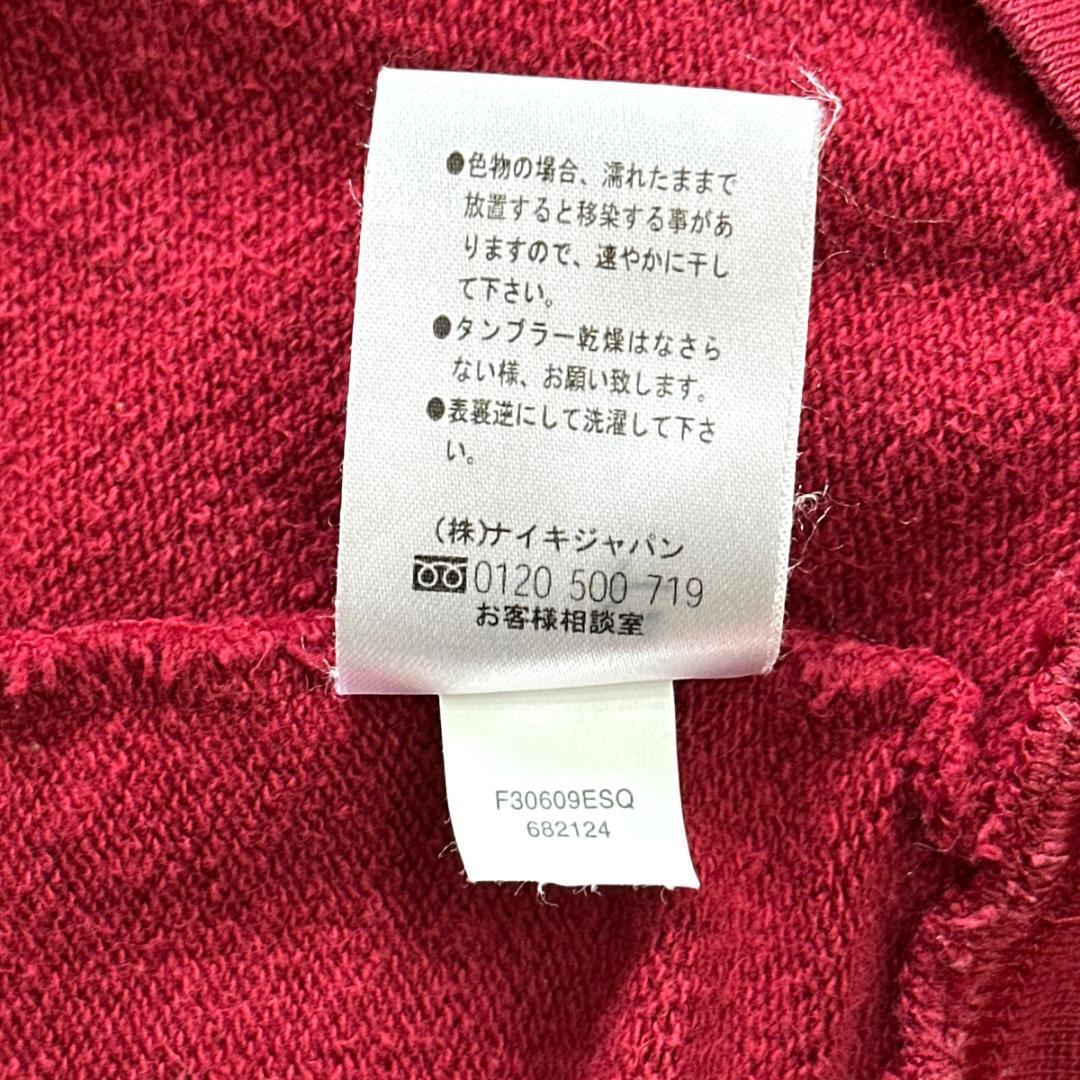 ●色物の場合、濡れたままで
放置すると移染する事があ
りますので、速やかに干し
て下さい。
●タンブラー乾燥はなさら
ない様、お願い致します。
●表裏逆にして洗濯して下さ
い。
(株)ナイキジャパン
0120 500 719
お客様相談室
F30609ESQ
682124